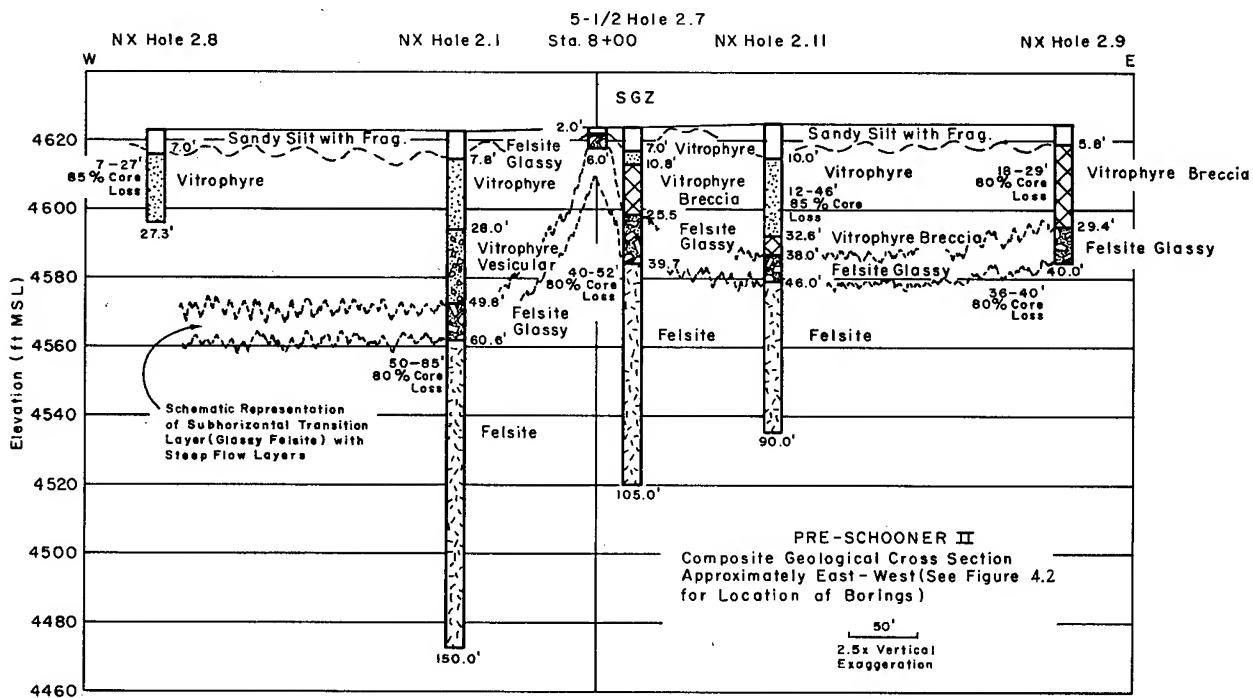 5-1/2 Hole 2.7
NX Hole 2.8
NX Hole 2.1
Sta. 8+00
NX Hole 2.11
NX Hole 2.9
W
E
SGZ
Elevation (ft MSL)
4620
4600
4580
4560
4540
4520
4500
4480
4460
Sandy Silt with Frag.
7.0'
7-27'
85% Core
Loss
Vitrophyre
27.3'
7.8'
Vitrophyre
28.0'
Vitrophyre
Vesicular
49.8'
60.6'
50-85'
80% Core
Loss
Felsite
150.0'
2.0'
Felsite
Glassy
6.0'
40-52'
80% Core
Loss
Felsite
Glassy
7.0'
10.8'
Vitrophyre
Vitrophyre
Breccia
25.5
Felsite
Glassy
39.7
Felsite
105.0'
Sandy Silt with Frag.
10.0'
Vitrophyre
12-46'
85% Core
Loss
32.6'
Vitrophyre Breccia
38.0'
Felsite Glassy
46.0'
Felsite
90.0'
5.8'
18-29'
80% Core
Loss
Vitrophyre Breccia
29.4'
Felsite Glassy
40.0'
36-40'
80% Core
Loss
Schematic Representation
of Subhorizontal Transition
Layer (Glassy Felsite) with
Steep Flow Layers
PRE-SCHOONER II
Composite Geological Cross Section
Approximately East-West (See Figure 4.2
for Location of Borings)
50'
2.5x Vertical
Exaggeration